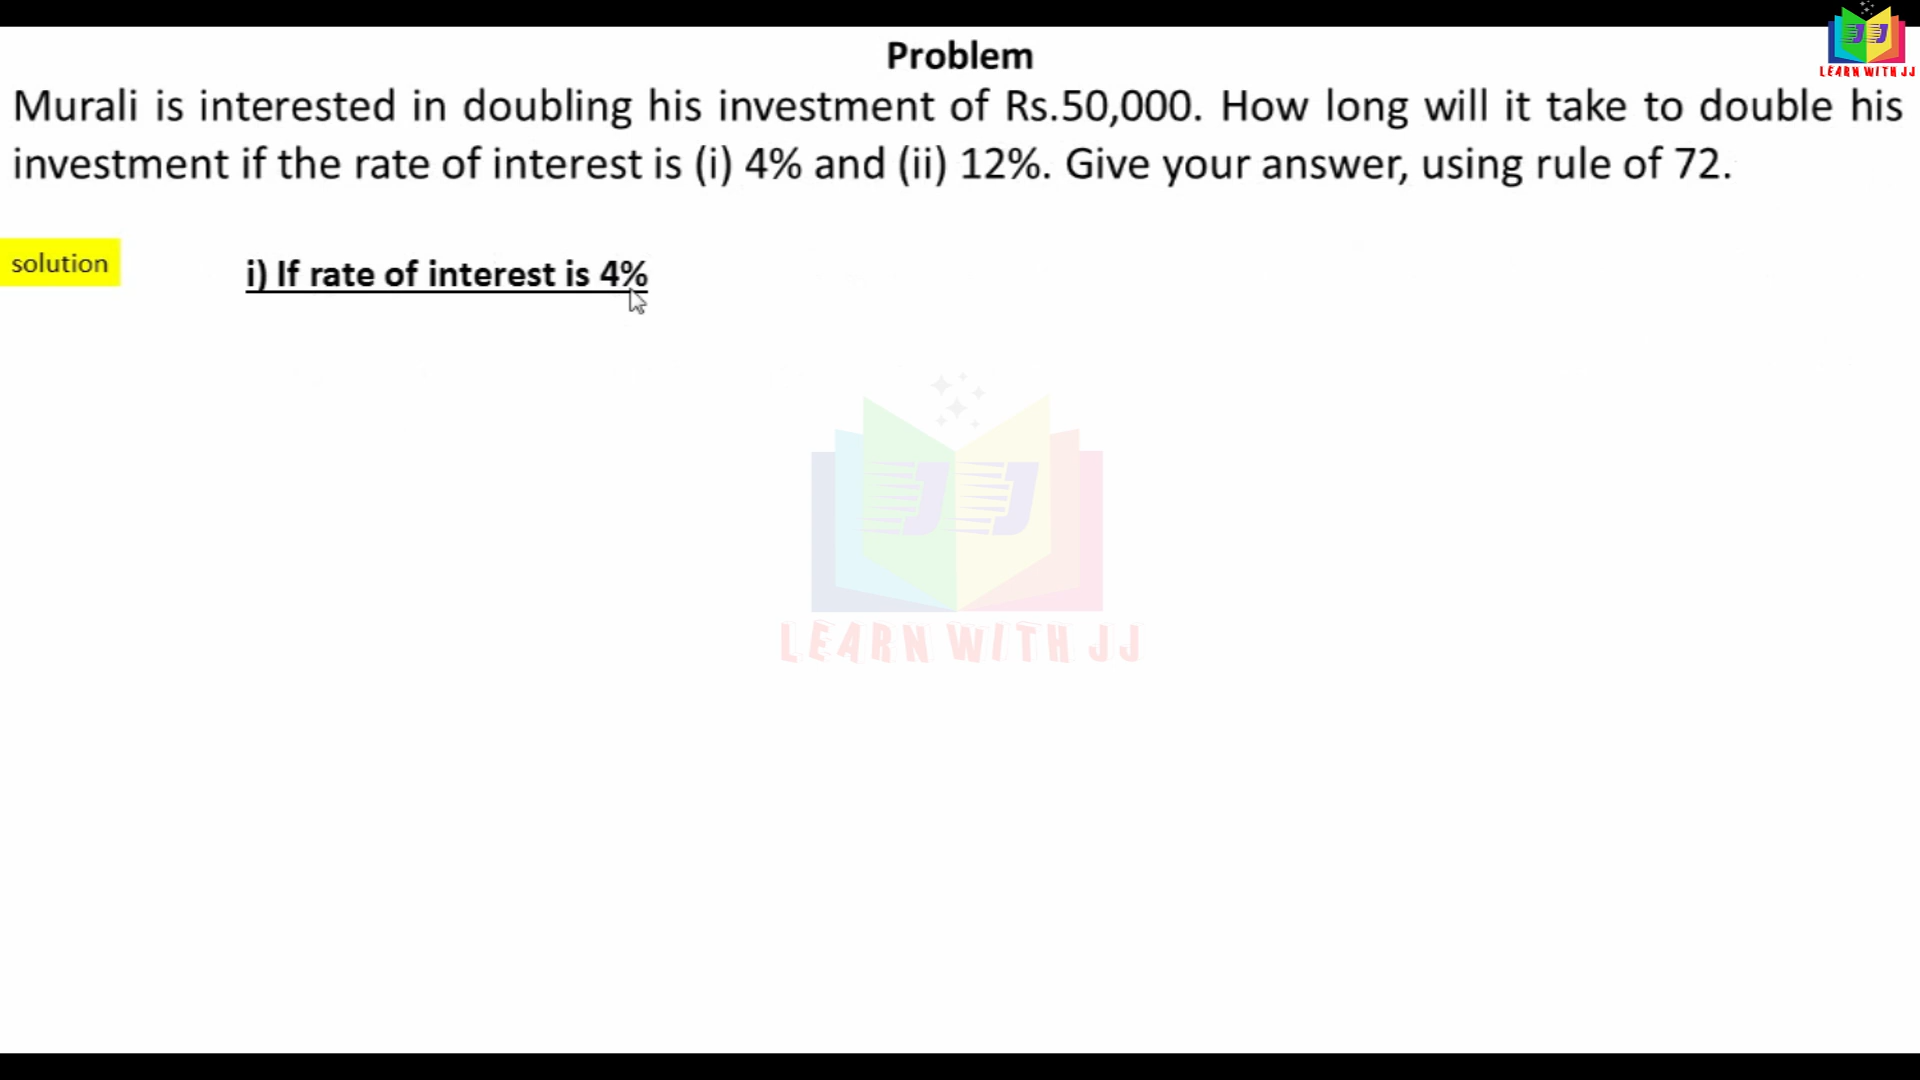 Problem
Murali is interested in doubling his investment of Rs.50,000. How long will it take to double his
investment if the rate of interest is (i) 4% and (ii) 12%. Give your answer, using rule of 72.
solution
i) If rate of interest is 4%
JJ
LEARN WITH JJ
JJ
LEARN WITH JJ